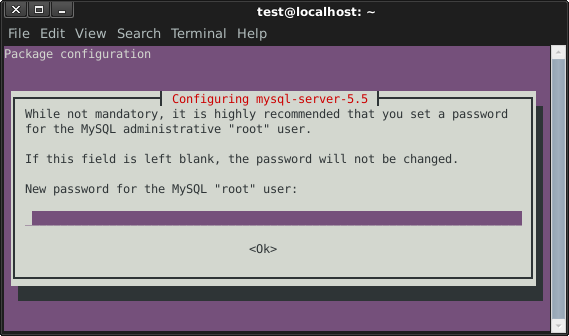 test@localhost: ~
File Edit View Search Terminal Help
Package configuration
Configuring mysql-server-5.5
While not mandatory, it is highly recommended that you set a password
for the MySQL administrative "root" user.
If this field is left blank, the password will not be changed.
New password for the MySQL "root" user:
<Ok>